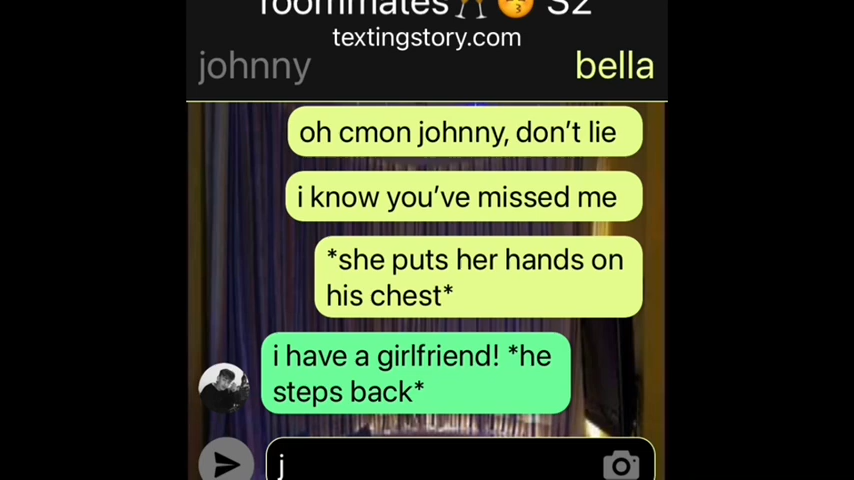 roommates🥂😚 S2
textingstory.com
johnny
bella
oh cmon johnny, don't lie
i know you've missed me
*she puts her hands on
his chest*
i have a girlfriend! *he
steps back*
j